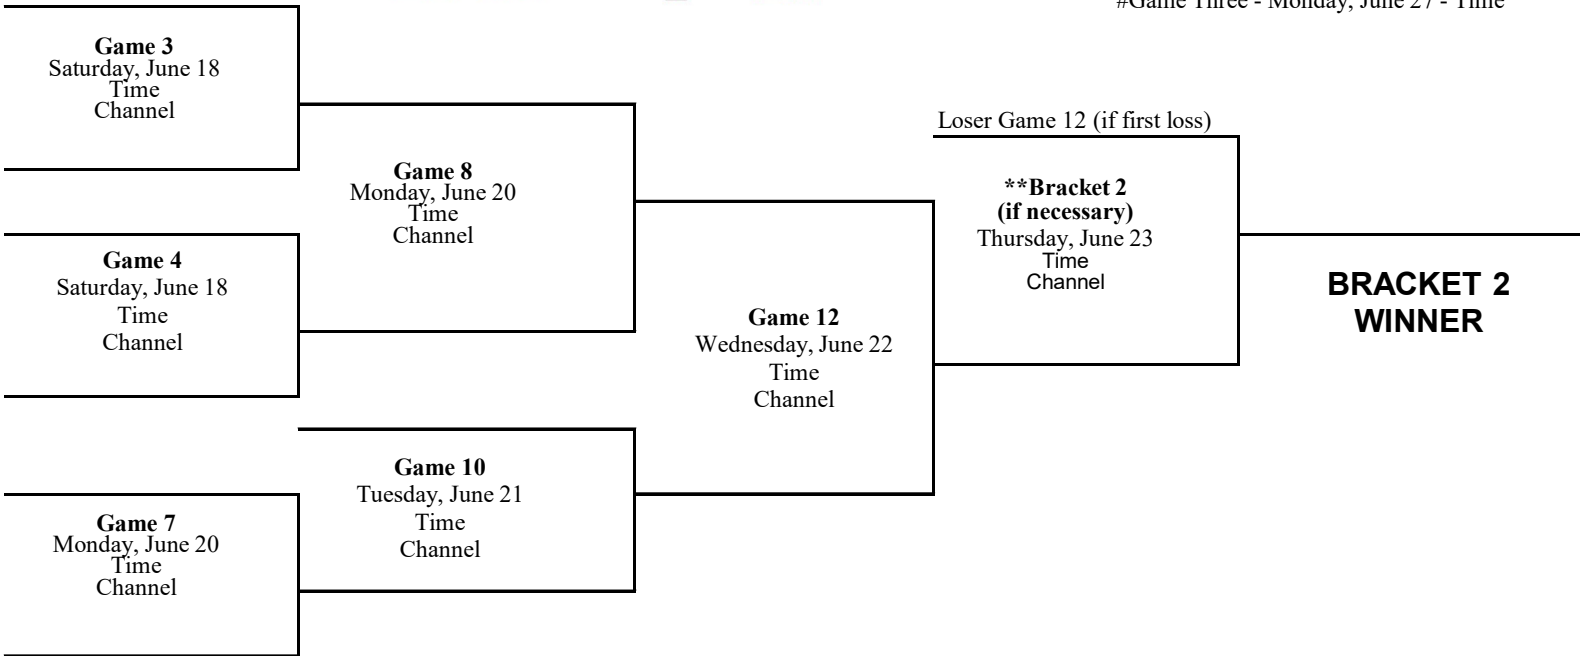 #Game Three - Monday, June 27 - Time
Game 3
Saturday, June 18
Time
Channel
Loser Game 12 (if first loss)
Game 8
Monday, June 20
Time
Channel
**Bracket 2
(if necessary)
Thursday, June 23
Time
Channel
Game 4
Saturday, June 18
Time
Channel
BRACKET 2
WINNER
Game 12
Wednesday, June 22
Time
Channel
Game 10
Tuesday, June 21
Time
Channel
Game 7
Monday, June 20
Time
Channel